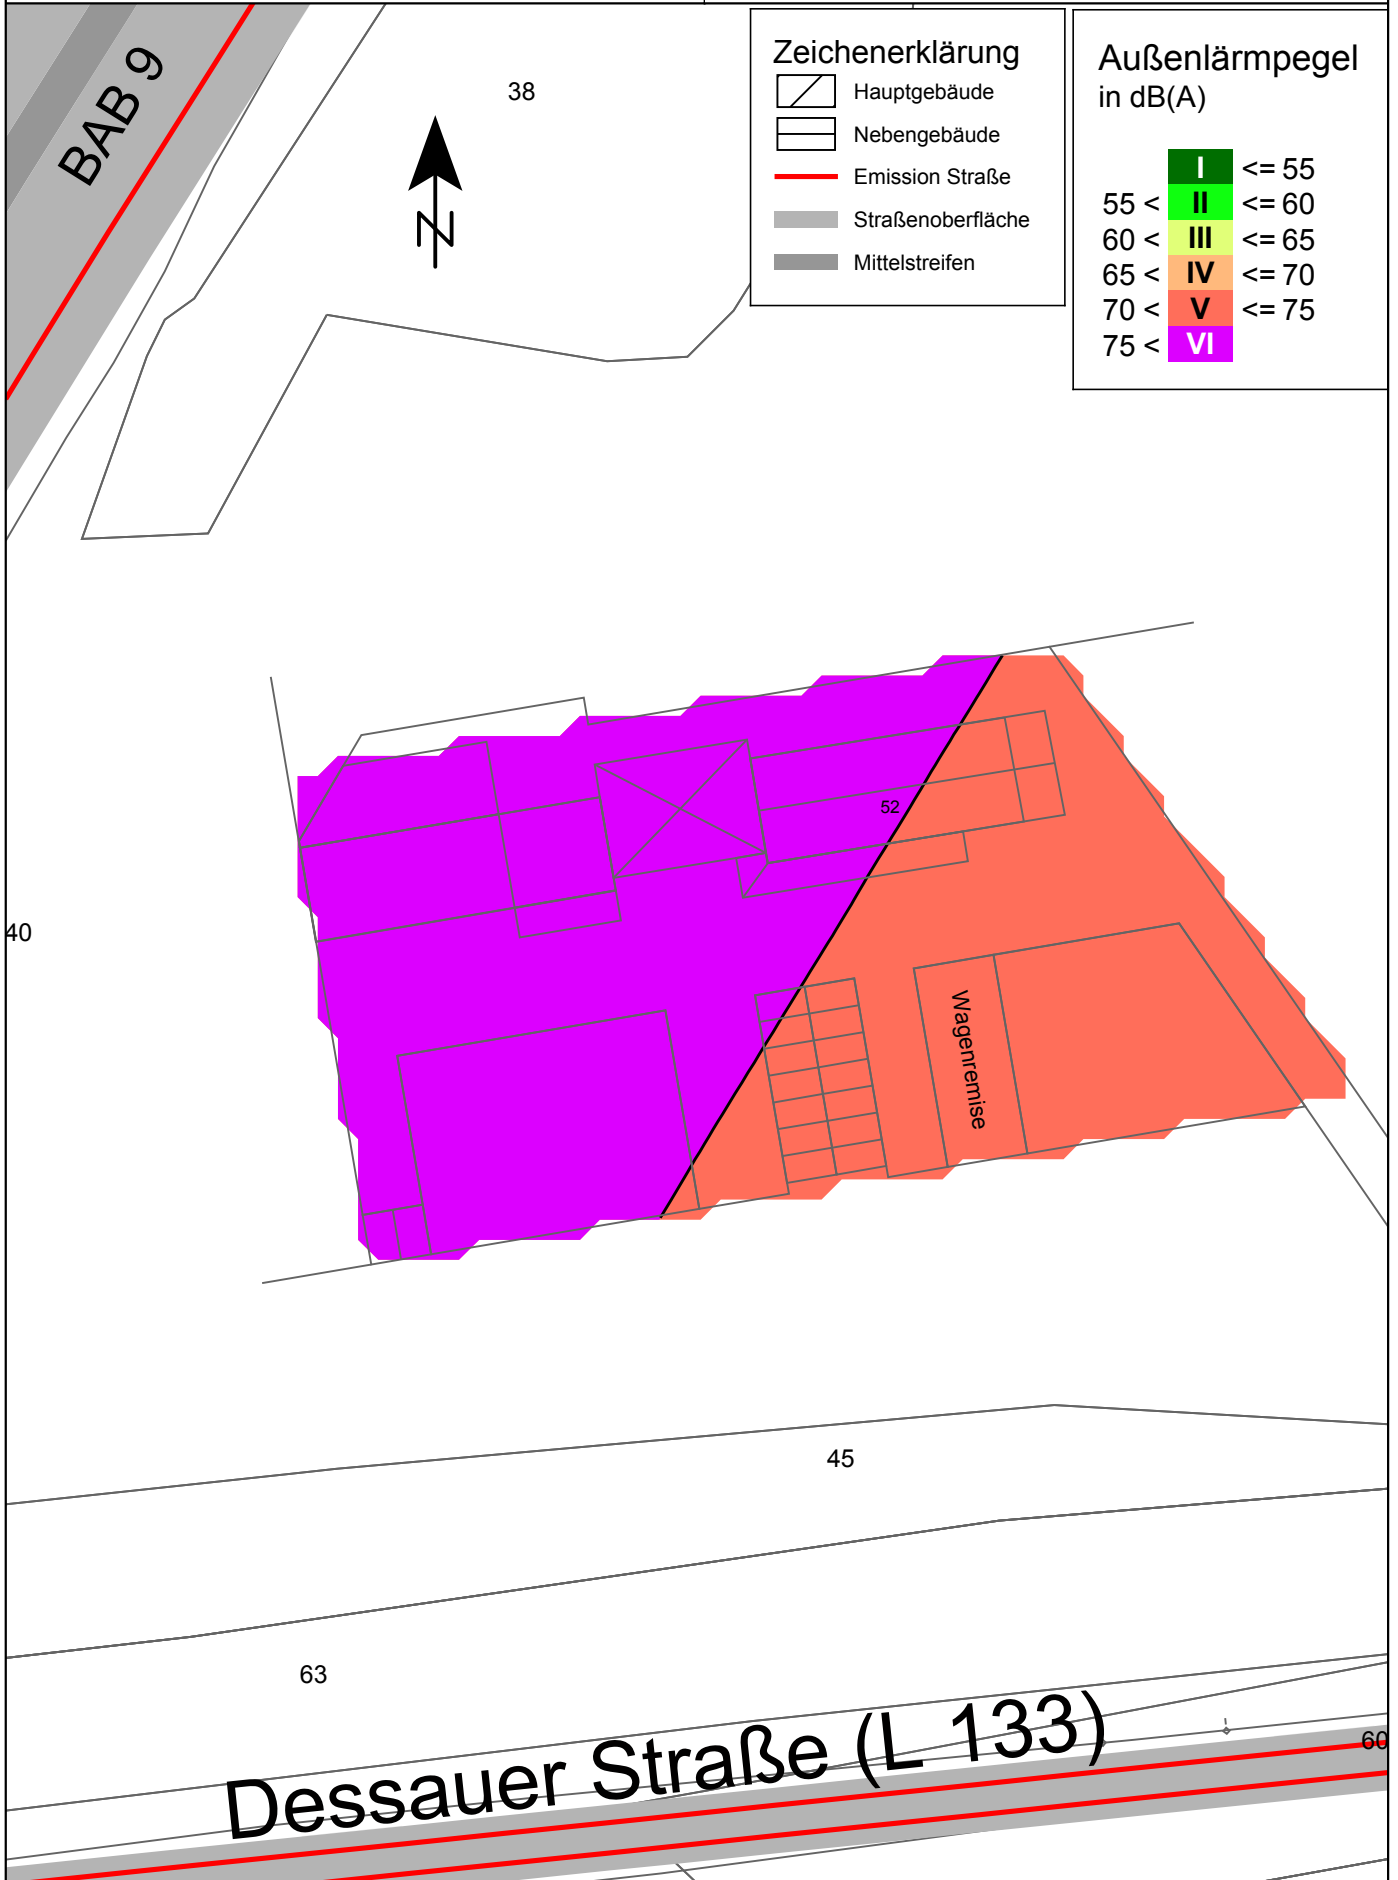 BAB 9
38
Zeichenerklärung
Hauptgebäude
Nebengebäude
Emission Straße
Straßenoberfläche
Mittelstreifen
Außenlärmpegel
in dB(A)
I <= 55
55 < II <= 60
60 < III <= 65
65 < IV <= 70
70 < V <= 75
75 < VI
N
52
40
Wagenremise
45
63
Dessauer Straße (L 133)
60